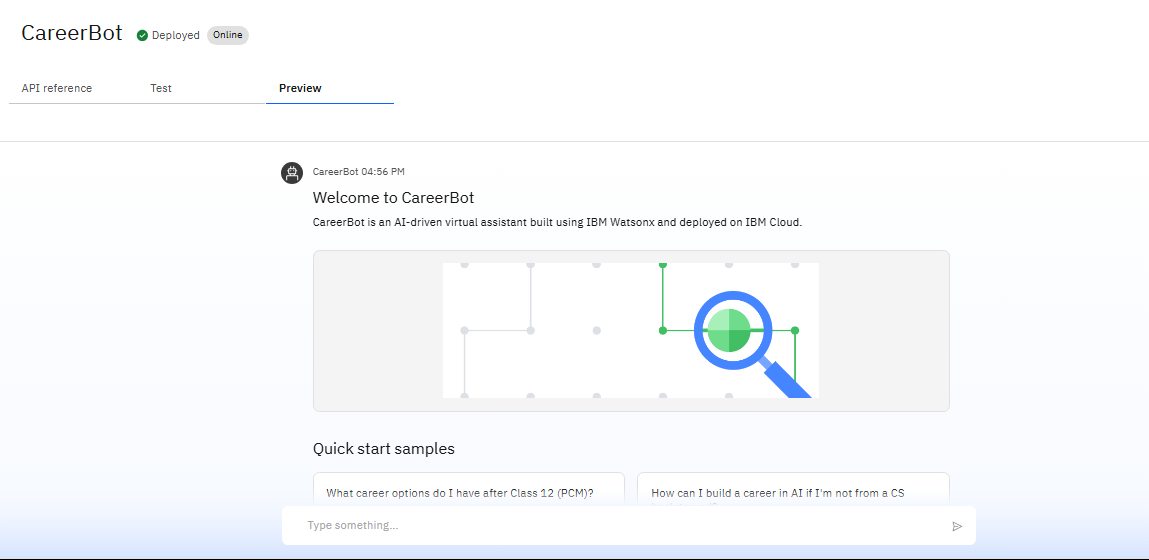 CareerBot Deployed Online
API reference Test Preview
CareerBot 04:56 PM
Welcome to CareerBot
CareerBot is an AI-driven virtual assistant built using IBM Watsonx and deployed on IBM Cloud.
Quick start samples
What career options do I have after Class 12 (PCM)? How can I build a career in AI if I'm not from a CS
Type something...